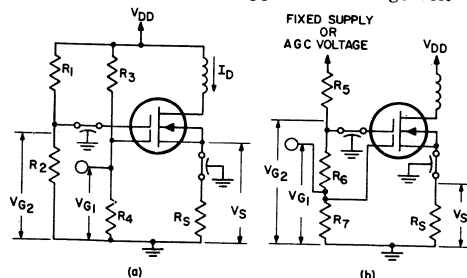 FIXED SUPPLY
OR
AGC VOLTAGE
VDD
VDD
R1
R3
ID
R5
R2
R6
VG2
VG1
R4
RS
VS
VG2
VG1
R7
RS
VS
(a)
(b)